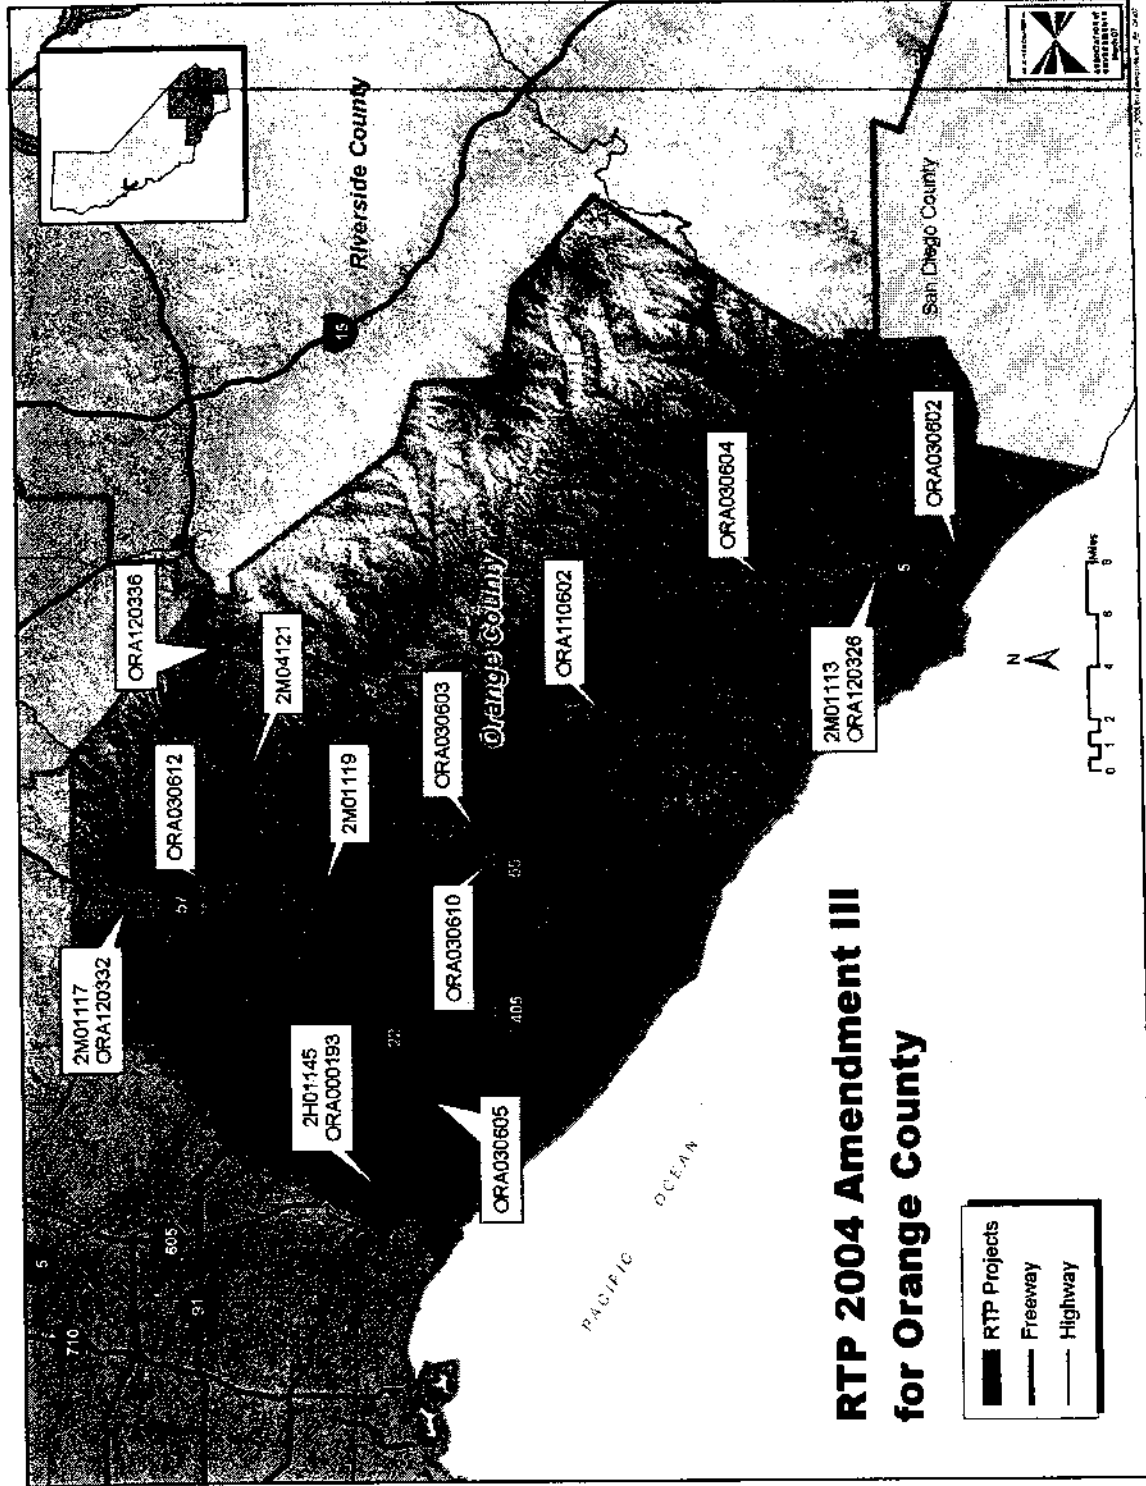 Riverside County
15
San Diego County
Orange County
ORA120336
2M04121
ORA030612
2M01119
ORA030603
ORA110602
ORA030604
ORA030602
2M01113
ORA120326
5
2M01117
ORA120332
57
ORA030610
55
405
22
2H01145
ORA000193
ORA030605
5
605
91
710
PACIFIC OCEAN
N
0 1 2 4 6 8
Miles
RTP 2004 Amendment III
for Orange County
RTP Projects
Freeway
Highway